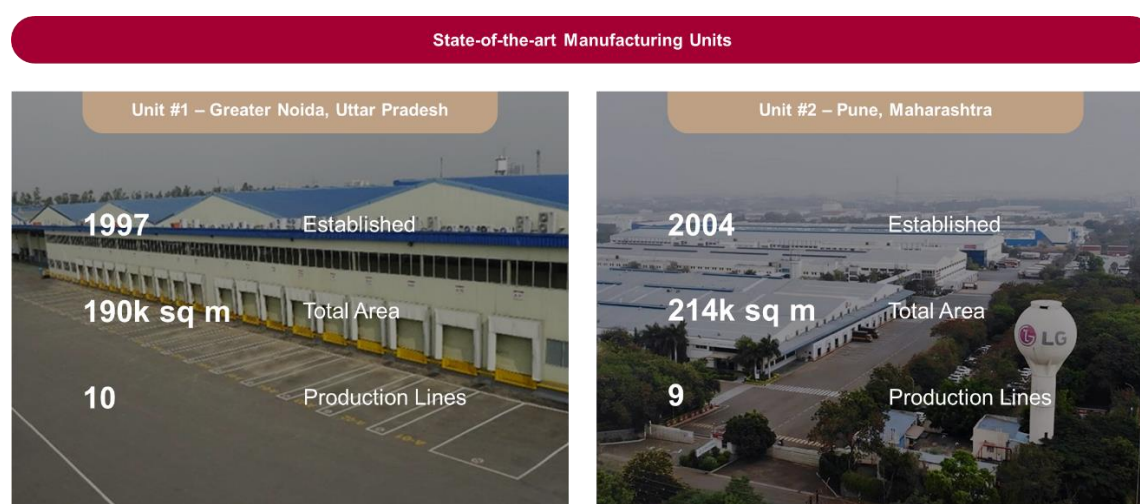 State-of-the-art Manufacturing Units
Unit #1 – Greater Noida, Uttar Pradesh
1997 Established
190k sq m Total Area
10 Production Lines
Unit #2 – Pune, Maharashtra
2004 Established
214k sq m Total Area
9 Production Lines
LG